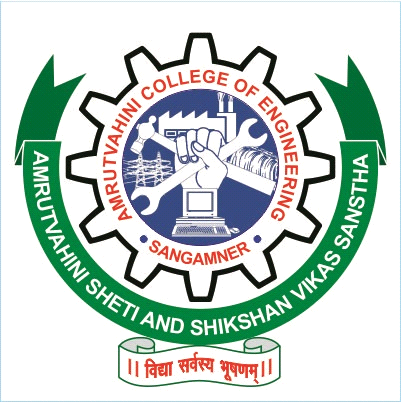 AMRUTVAHINI COLLEGE OF ENGINEERING
SANGAMNER
AMRUTVAHINI SHETI AND SHIKSHAN VIKAS SANSTHA
|| विद्या सर्वस्य भूषणम् ||